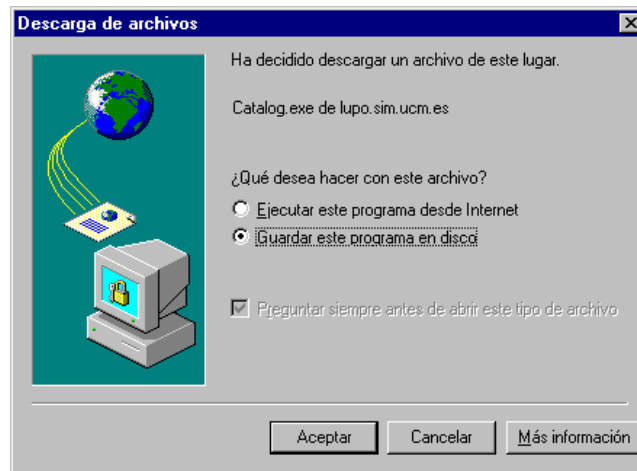 Descarga de archivos
Ha decidido descargar un archivo de este lugar.
Catalog.exe de lupo.sim.ucm.es
¿Qué desea hacer con este archivo?
Ejecutar este programa desde Internet
Guardar este programa en disco
Preguntar siempre antes de abrir este tipo de archivo
Aceptar
Cancelar
Más información